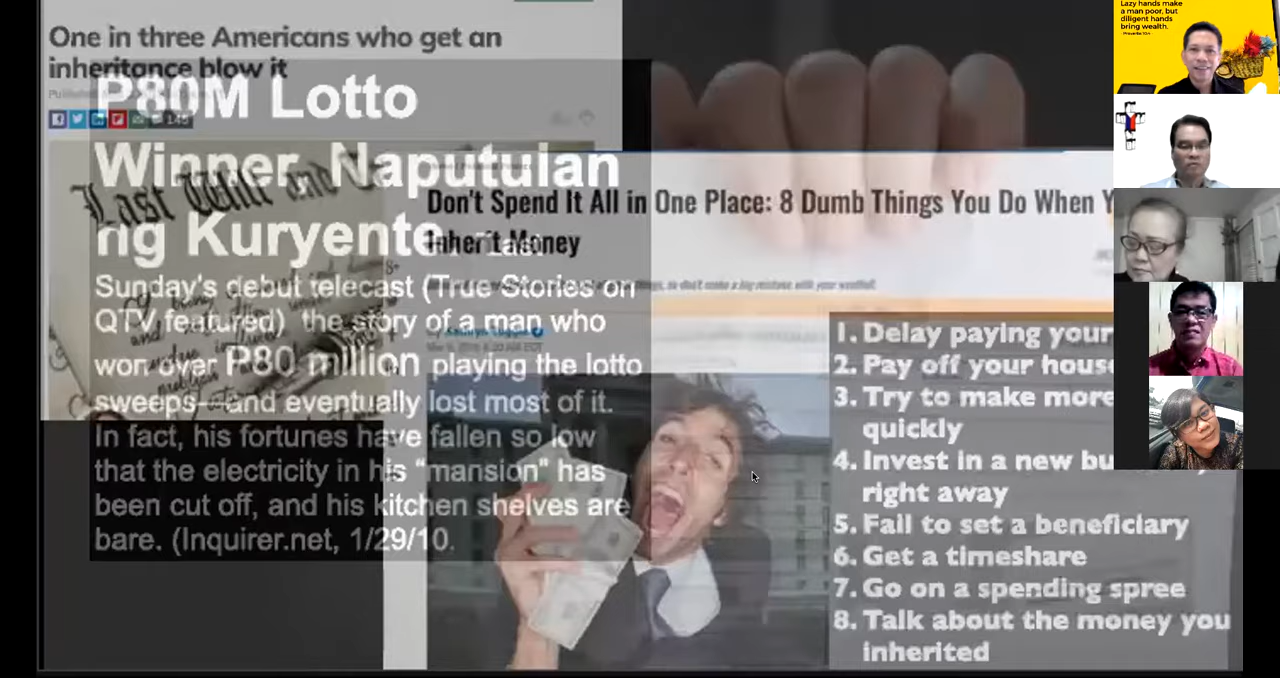 One in three Americans who get an
inheritance blow it
P80M Lotto
Winner, Naputulan
ng Kuryente. Last
Sunday's debut telecast (True Stories on
QTV featured) the story of a man who
won over P80 million playing the lotto
sweeps—and eventually lost most of it.
In fact, his fortunes have fallen so low
that the electricity in his “mansion” has
been cut off, and his kitchen shelves are
bare. (Inquirer.net, 1/29/10.
Last Will and
Don't Spend It All in One Place: 8 Dumb Things You Do When Y
Inherit Money
1. Delay paying your
2. Pay off your hous
3. Try to make more
quickly
4. Invest in a new bu
right away
5. Fail to set a beneficiary
6. Get a timeshare
7. Go on a spending spree
8. Talk about the money you
inherited
Lazy hands make
a man poor, but
diligent hands
bring wealth.